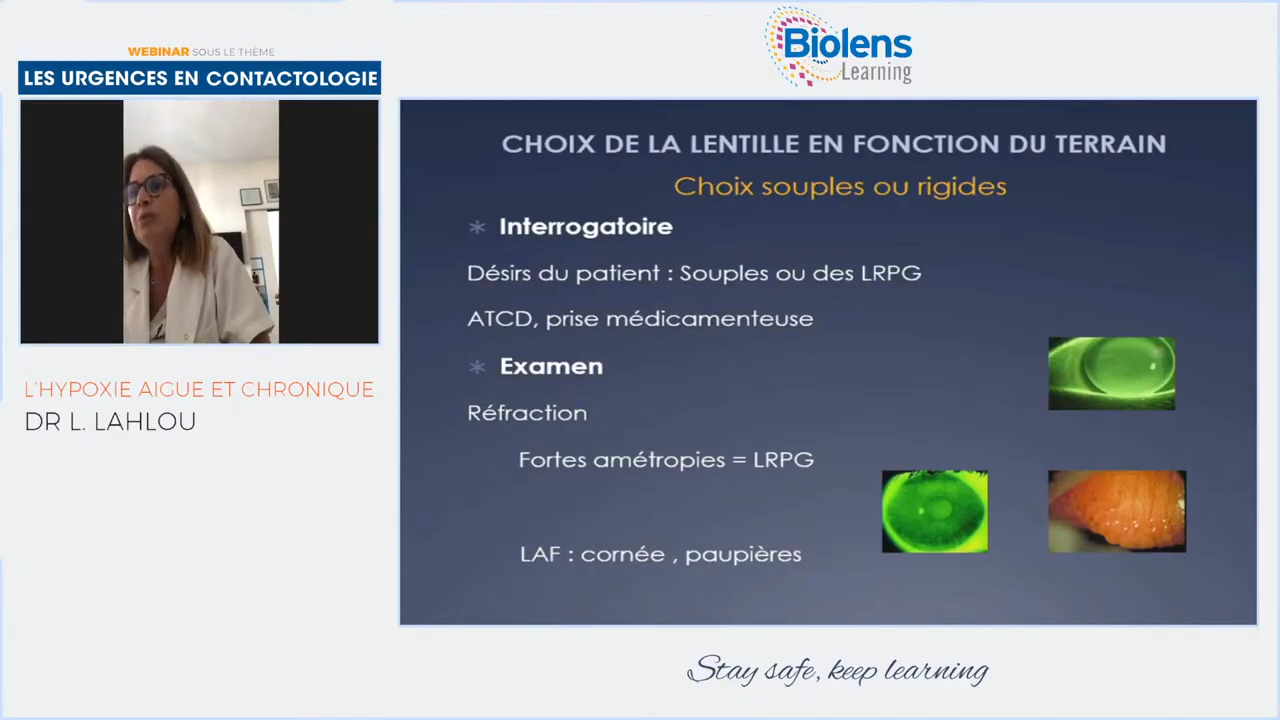 WEBINAR SOUS LE THÈME
LES URGENCES EN CONTACTOLOGIE
Biolens
Learning
L'HYPOXIE AIGUE ET CHRONIQUE
DR L. LAHLOU
CHOIX DE LA LENTILLE EN FONCTION DU TERRAIN
Choix souples ou rigides
* Interrogatoire
Désirs du patient : Souples ou des LRPG
ATCD, prise médicamenteuse
* Examen
Réfraction
Fortes amétropies = LRPG
LAF : cornée , paupières
Stay safe, keep learning